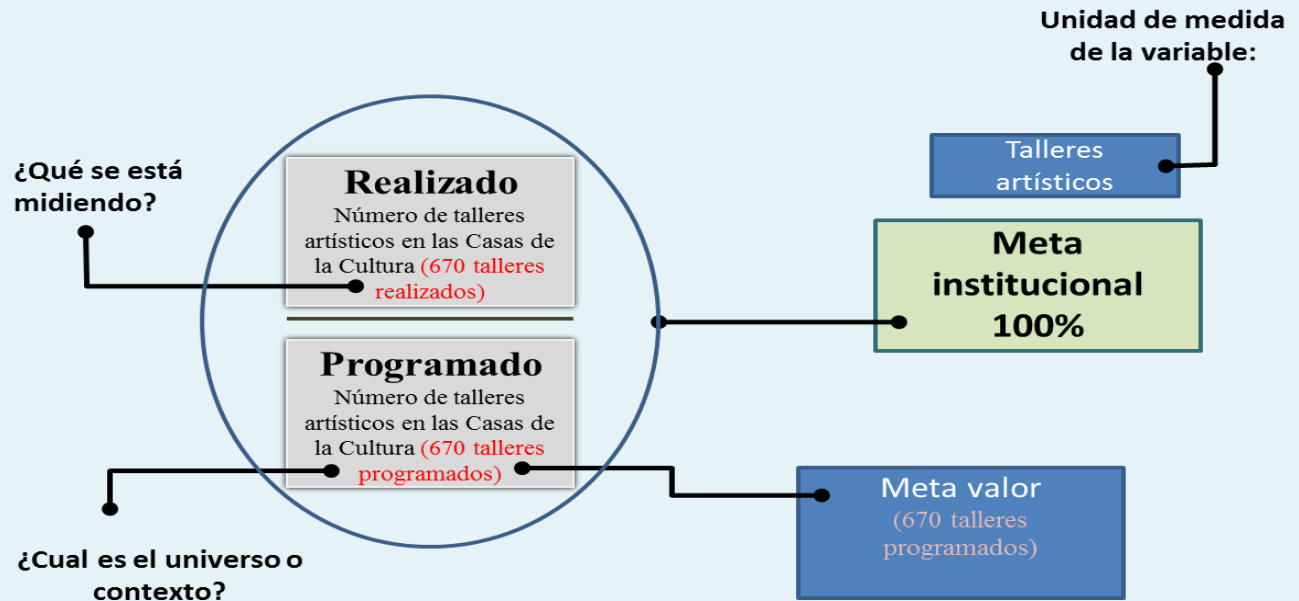 Unidad de medida
de la variable:
¿Qué se está
midiendo?
Realizado
Número de talleres
artísticos en las Casas de
la Cultura (670 talleres
realizados)
Programado
Número de talleres
artísticos en las Casas de
la Cultura (670 talleres
programados)
¿Cual es el universo o
contexto?
Talleres
artísticos
Meta
institucional
100%
Meta valor
(670 talleres
programados)